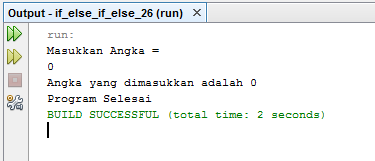 Output - if_else_if_else_26 (run) ×
run:
Masukkan Angka =
0
Angka yang dimasukkan adalah 0
Program Selesai
BUILD SUCCESSFUL (total time: 2 seconds)